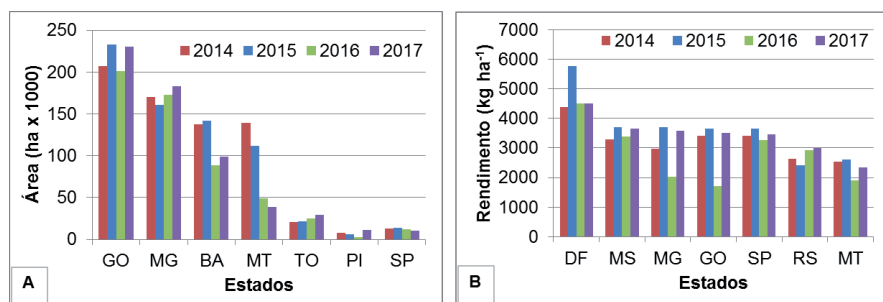 250
200
150
100
50
0
Área (ha x 1000)
2014 2015 2016 2017
GO MG BA MT TO PI SP
Estados
A
7000
6000
5000
4000
3000
2000
1000
0
Rendimento (kg ha⁻¹)
2014 2015 2016 2017
DF MS MG GO SP RS MT
Estados
B